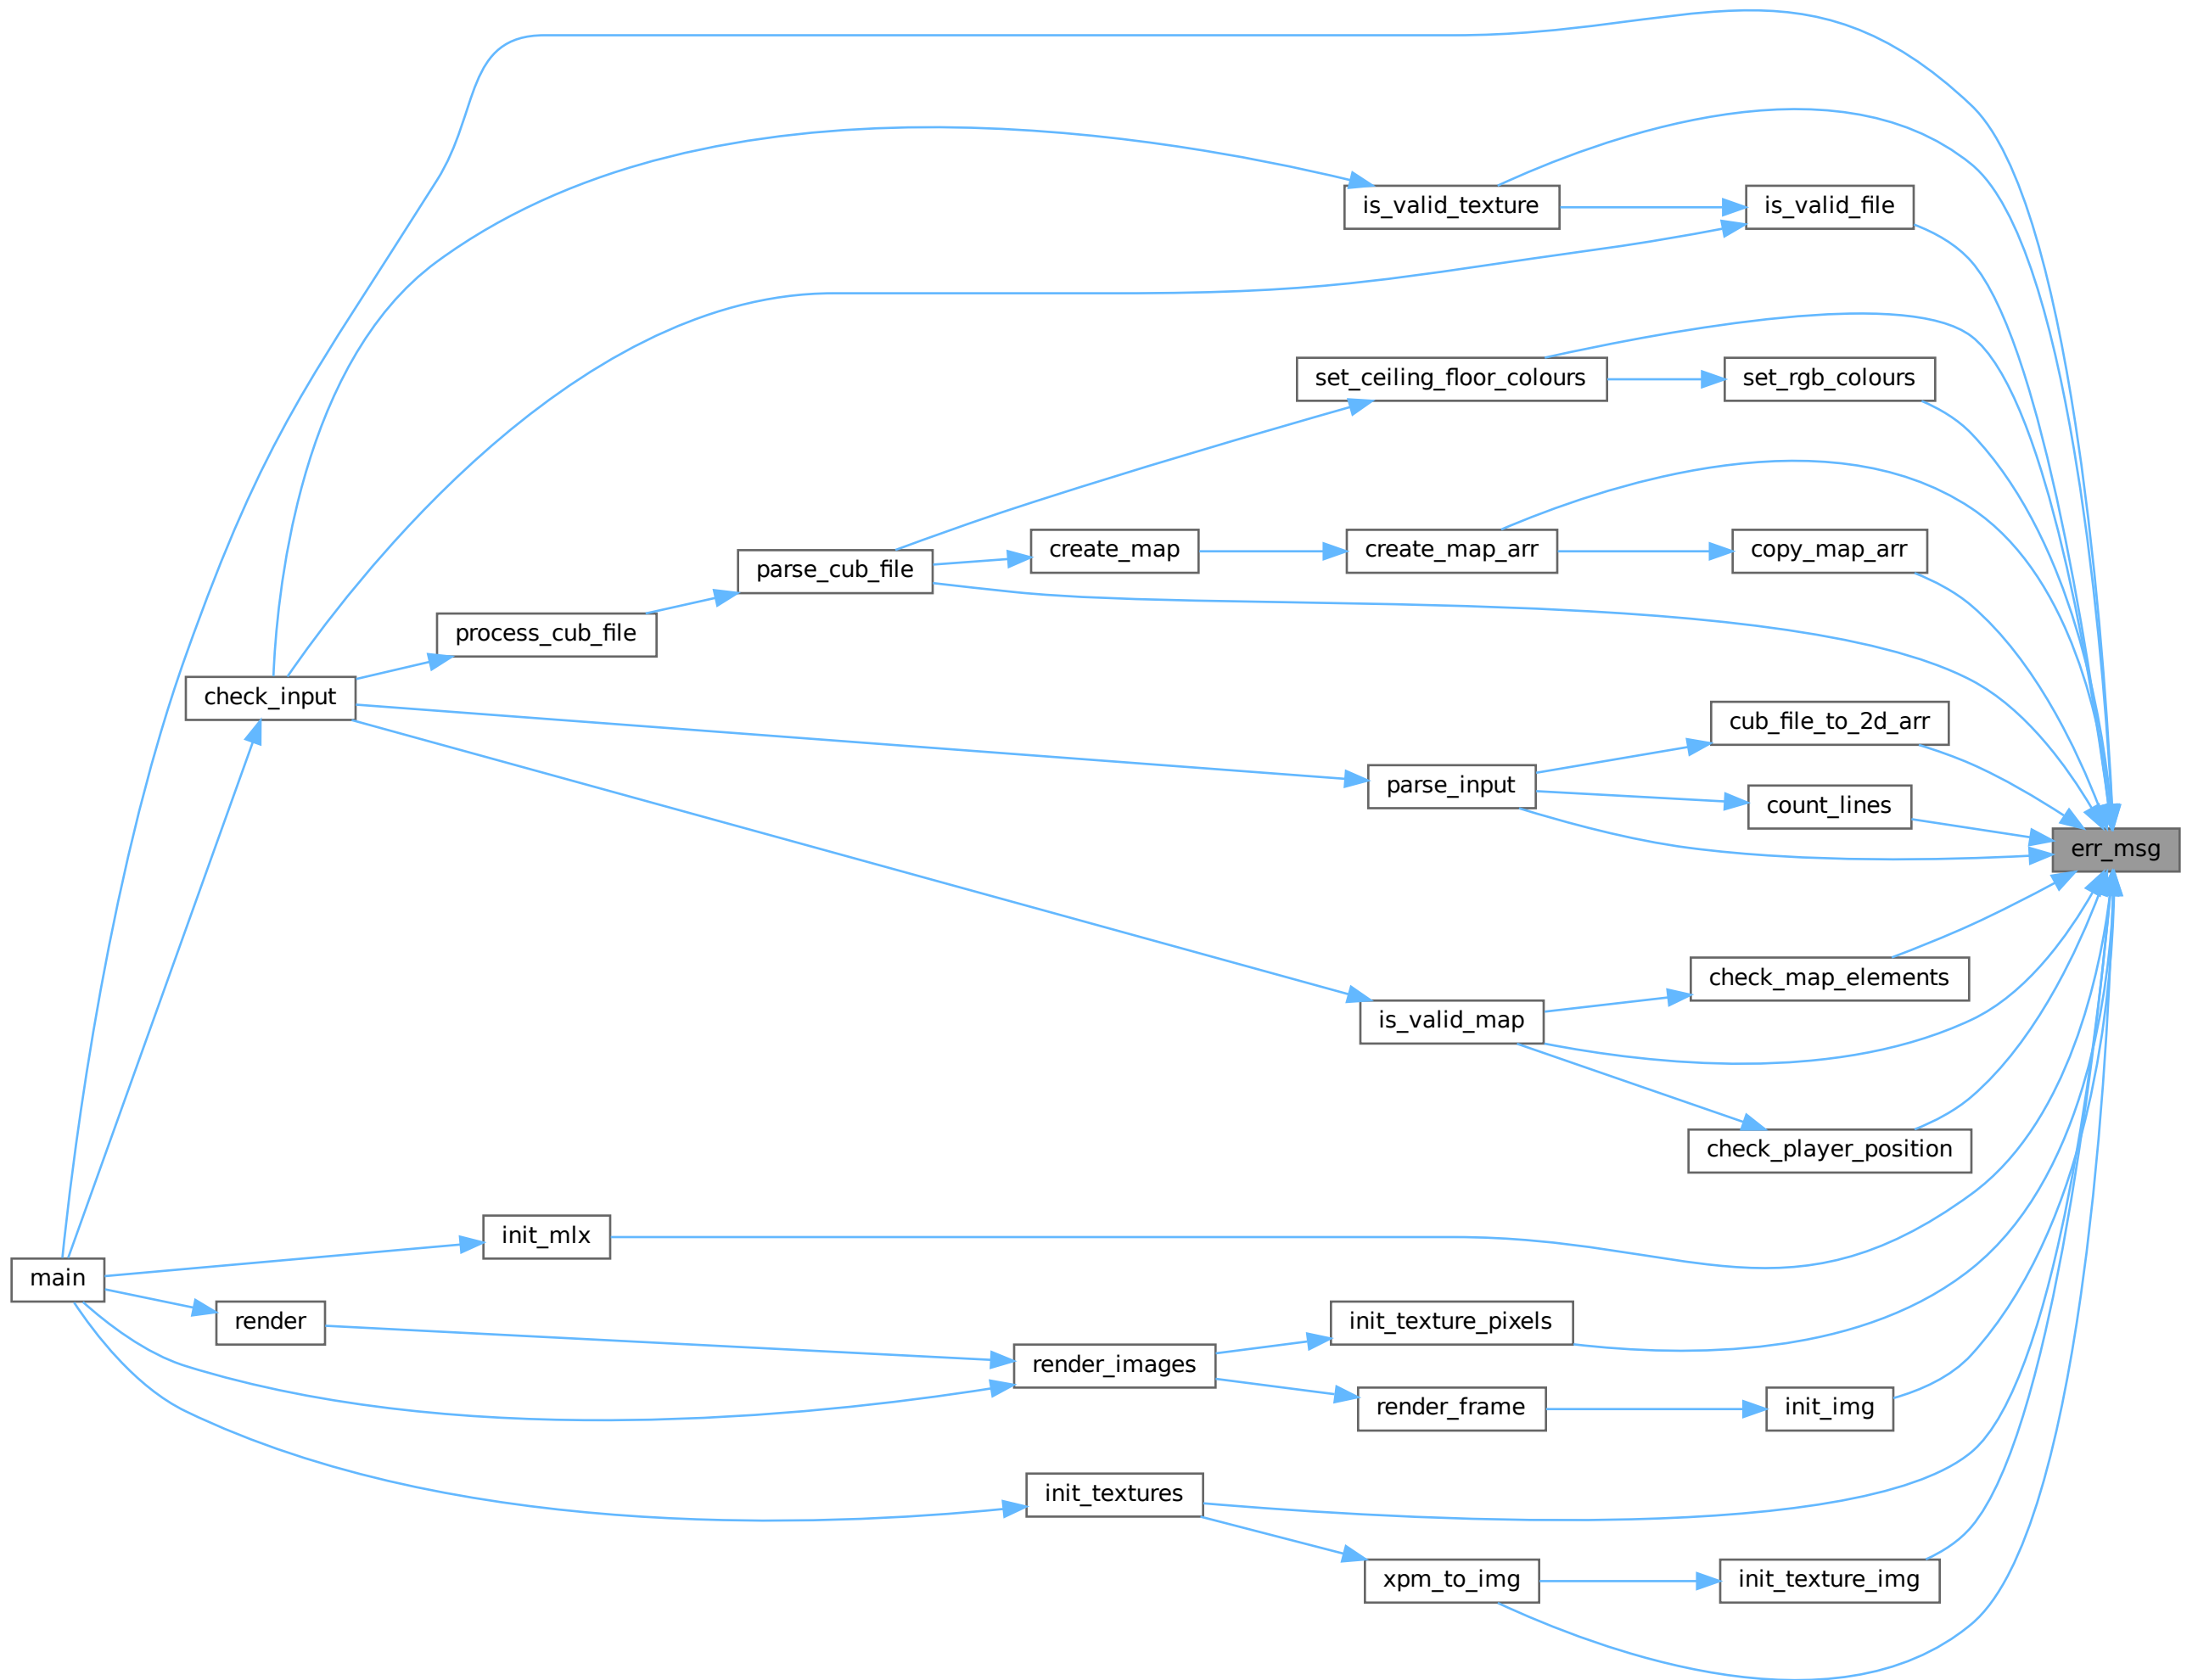 is_valid_texture
is_valid_file
set_ceiling_floor_colours
set_rgb_colours
create_map
create_map_arr
copy_map_arr
parse_cub_file
process_cub_file
check_input
cub_file_to_2d_arr
parse_input
count_lines
err_msg
check_map_elements
is_valid_map
check_player_position
init_mlx
main
render
init_texture_pixels
render_images
render_frame
init_img
init_textures
xpm_to_img
init_texture_img